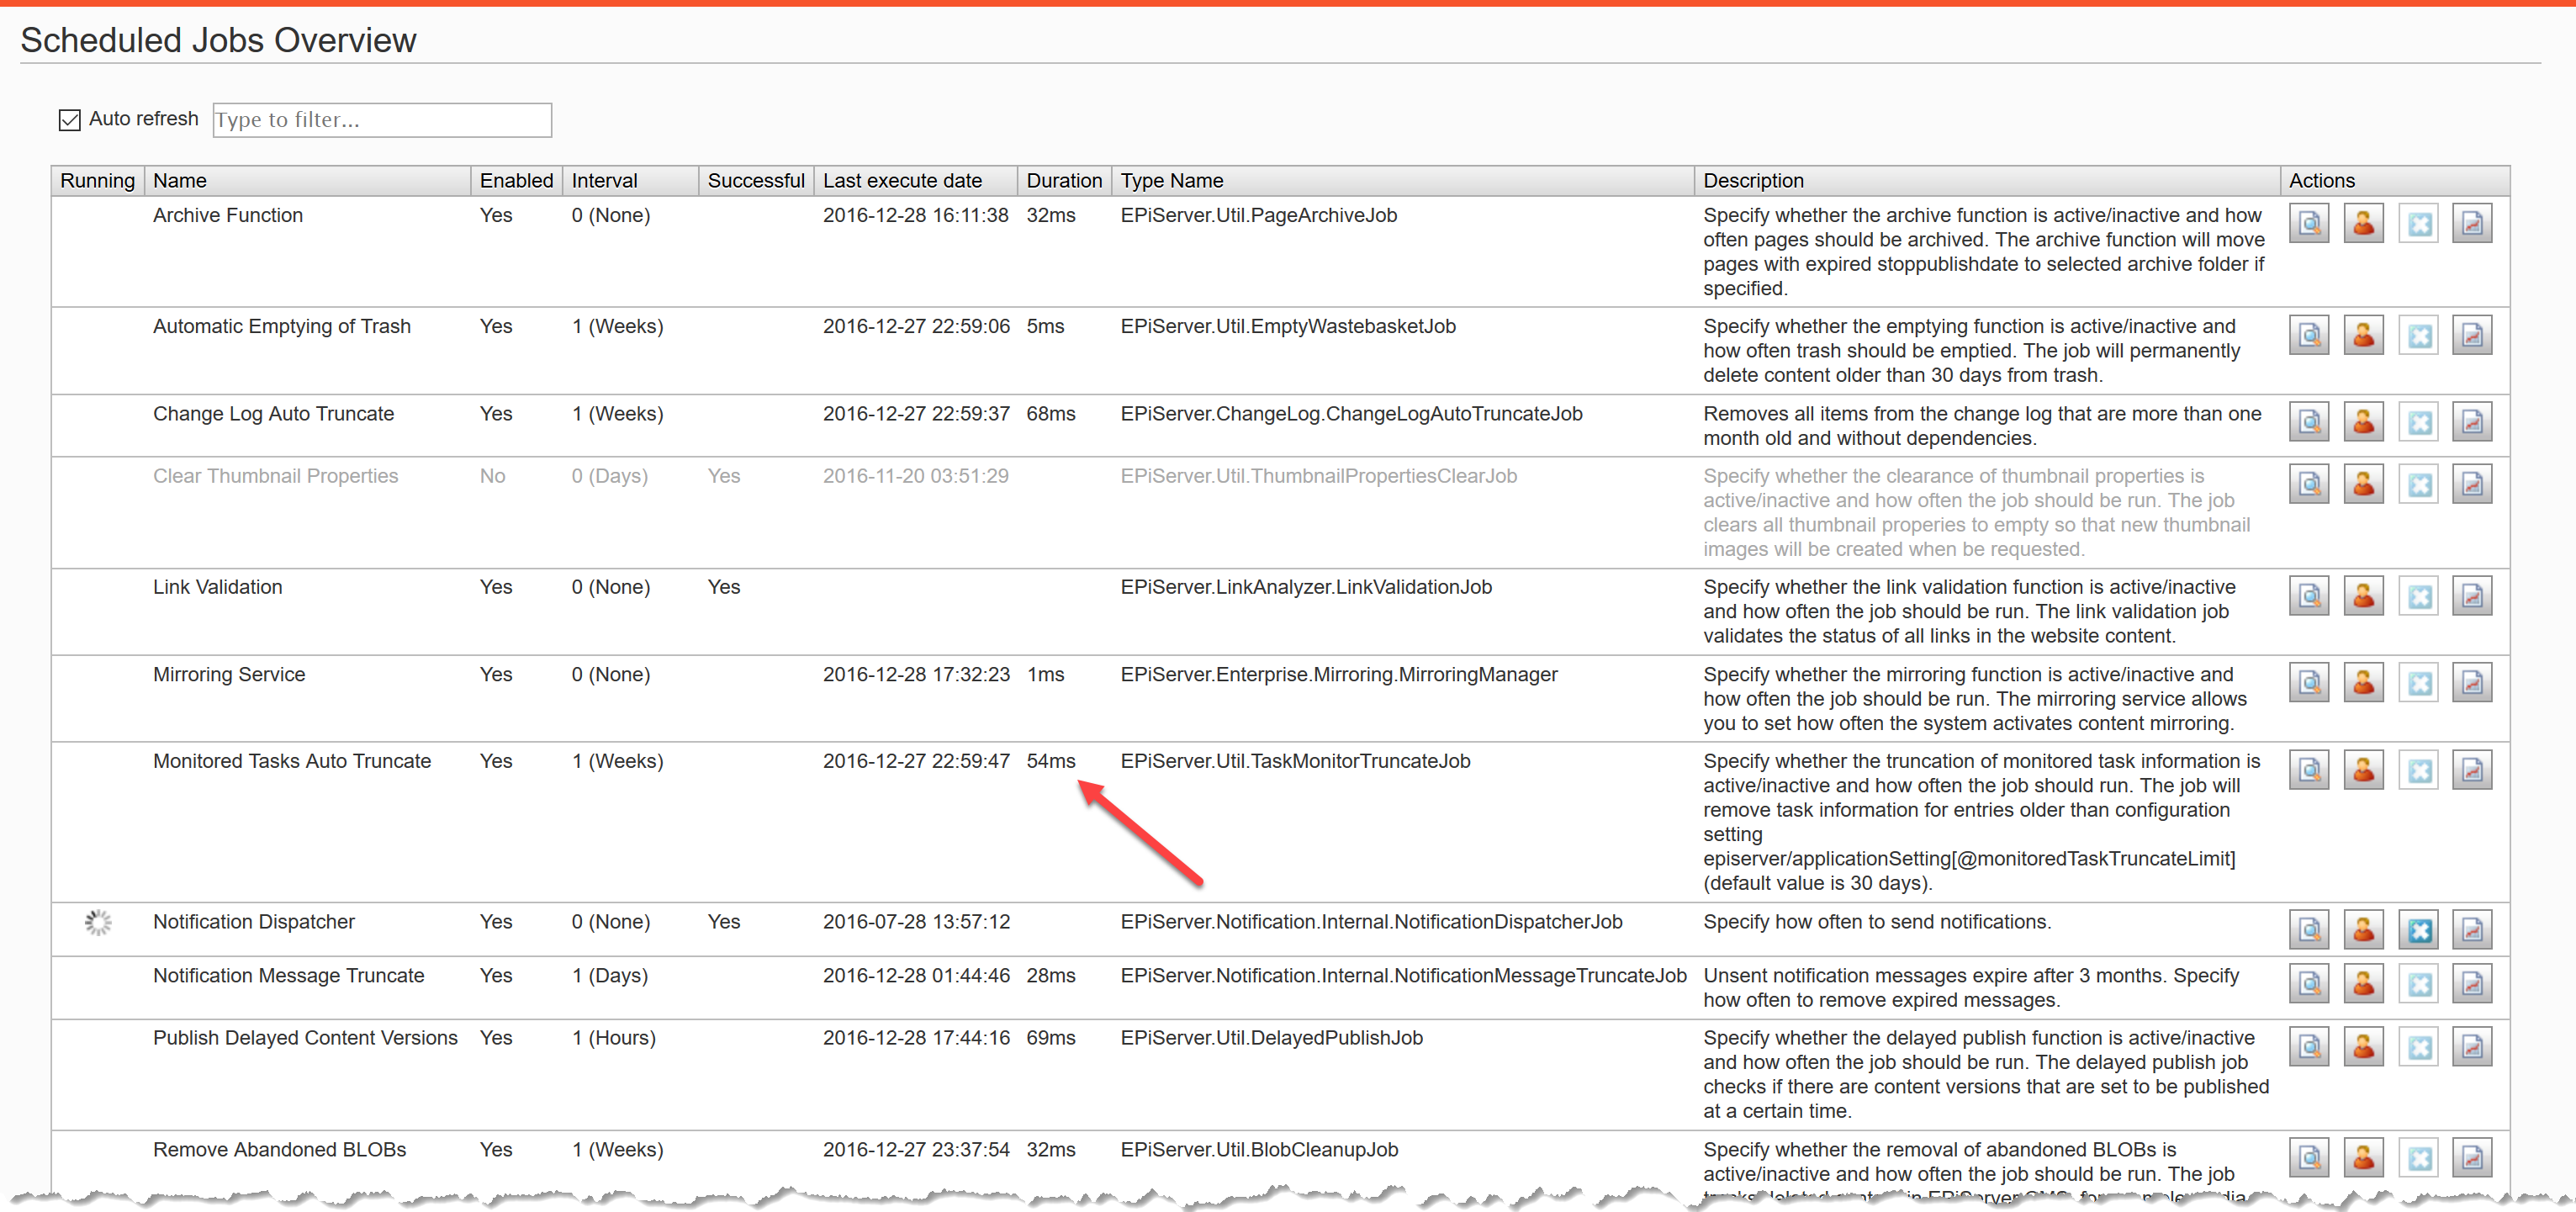 Scheduled Jobs Overview
Auto refresh Type to filter...
Running Name Enabled Interval Successful Last execute date Duration Type Name Description Actions
Archive Function Yes 0 (None) 2016-12-28 16:11:38 32ms EPiServer.Util.PageArchiveJob Specify whether the archive function is active/inactive and how
often pages should be archived. The archive function will move
pages with expired stoppublishdate to selected archive folder if
specified.
Automatic Emptying of Trash Yes 1 (Weeks) 2016-12-27 22:59:06 5ms EPiServer.Util.EmptyWastebasketJob Specify whether the emptying function is active/inactive and
how often trash should be emptied. The job will permanently
delete content older than 30 days from trash.
Change Log Auto Truncate Yes 1 (Weeks) 2016-12-27 22:59:37 68ms EPiServer.ChangeLog.ChangeLogAutoTruncateJob Removes all items from the change log that are more than one
month old and without dependencies.
Clear Thumbnail Properties No 0 (Days) Yes 2016-11-20 03:51:29 EPiServer.Util.ThumbnailPropertiesClearJob Specify whether the clearance of thumbnail properties is
active/inactive and how often the job should be run. The job
clears all thumbnail properies to empty so that new thumbnail
images will be created when be requested.
Link Validation Yes 0 (None) Yes EPiServer.LinkAnalyzer.LinkValidationJob Specify whether the link validation function is active/inactive
and how often the job should be run. The link validation job
validates the status of all links in the website content.
Mirroring Service Yes 0 (None) 2016-12-28 17:32:23 1ms EPiServer.Enterprise.Mirroring.MirroringManager Specify whether the mirroring function is active/inactive and
how often the job should be run. The mirroring service allows
you to set how often the system activates content mirroring.
Monitored Tasks Auto Truncate Yes 1 (Weeks) 2016-12-27 22:59:47 54ms EPiServer.Util.TaskMonitorTruncateJob Specify whether the truncation of monitored task information is
active/inactive and how often the job should run. The job will
remove task information for entries older than configuration
setting
episerver/applicationSetting[@monitoredTaskTruncateLimit]
(default value is 30 days).
Notification Dispatcher Yes 0 (None) Yes 2016-07-28 13:57:12 EPiServer.Notification.Internal.NotificationDispatcherJob Specify how often to send notifications.
Notification Message Truncate Yes 1 (Days) 2016-12-28 01:44:46 28ms EPiServer.Notification.Internal.NotificationMessageTruncateJob Unsent notification messages expire after 3 months. Specify
how often to remove expired messages.
Publish Delayed Content Versions Yes 1 (Hours) 2016-12-28 17:44:16 69ms EPiServer.Util.DelayedPublishJob Specify whether the delayed publish function is active/inactive
and how often the job should be run. The delayed publish job
checks if there are content versions that are set to be published
at a certain time.
Remove Abandoned BLOBs Yes 1 (Weeks) 2016-12-27 23:37:54 32ms EPiServer.Util.BlobCleanupJob Specify whether the removal of abandoned BLOBs is
active/inactive and how often the job should be run. The job